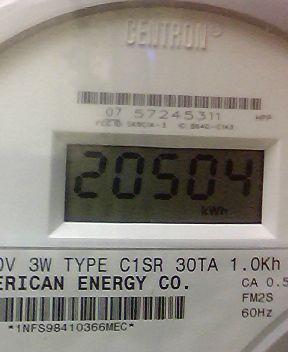 CENTRON®
07 57245311 HPP
20504
kWh
0V 3W TYPE C1SR 30TA 1.0Kh
ERICAN ENERGY CO.
CA 0.5
FM2S
60Hz
*1NFS98410366MEC*